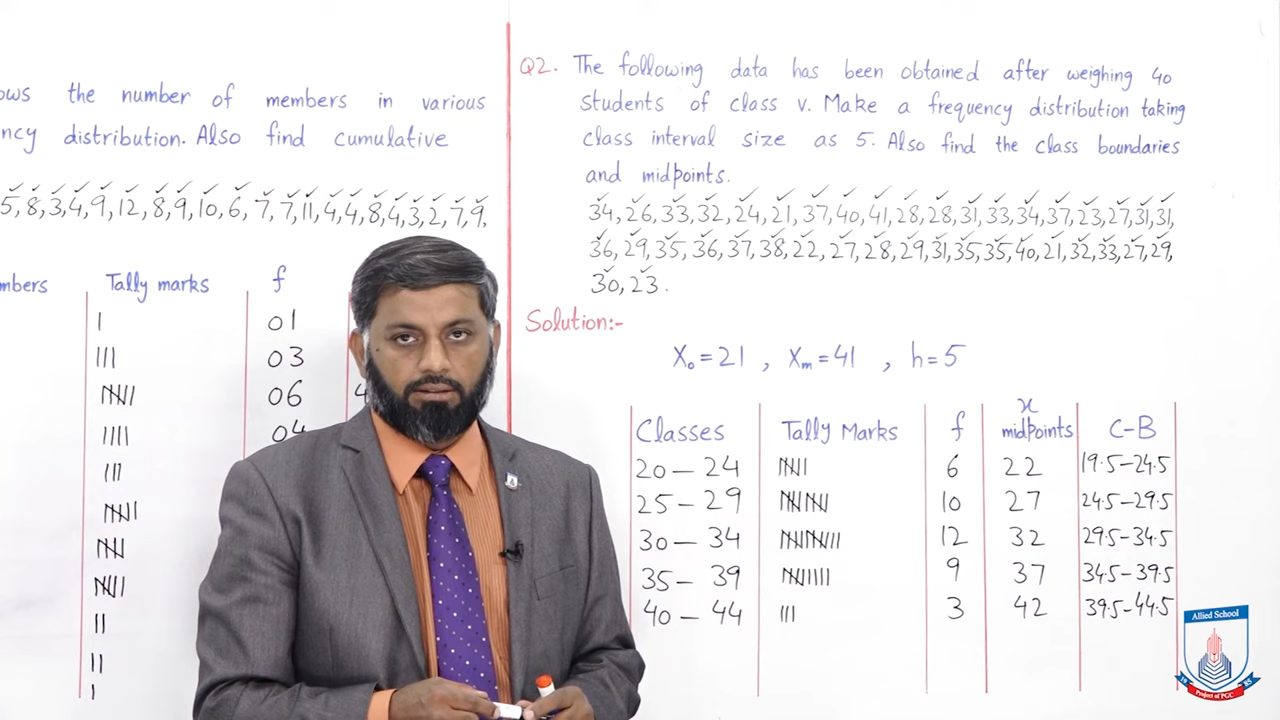 ows the number of members in various
ncy distribution. Also find cumulative
5, 8, 3, 4, 9, 12, 8, 9, 10, 6, 7, 7, 11, 4, 4, 8, 4, 3, 2, 7, 9,
mbers Tally marks f
01
03
06
04
Q2. The following data has been obtained after weighing 40
students of class v. Make a frequency distribution taking
class interval size as 5. Also find the class boundaries
and midpoints.
34, 26, 33, 32, 24, 21, 37, 40, 41, 28, 28, 31, 33, 34, 37, 23, 27, 31, 31,
36, 29, 35, 36, 37, 38, 22, 27, 28, 29, 31, 35, 35, 40, 21, 32, 33, 27, 29,
30, 23.
Solution:-
X₀ = 21 , Xₘ = 41 , h = 5
x
Classes Tally Marks f midpoints C-B
20 — 24 6 22 19.5-24.5
25 — 29 10 27 24.5-29.5
30 — 34 12 32 29.5-34.5
35 — 39 9 37 34.5-39.5
40 — 44 3 42 39.5-44.5
Allied School
19 85
Project of PGC